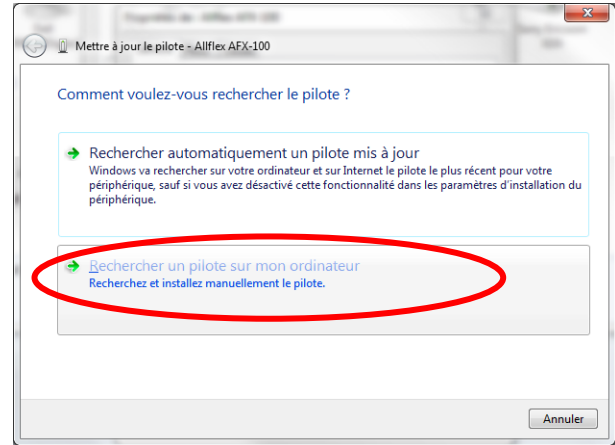 Mettre à jour le pilote - Allflex AFX-100
Comment voulez-vous rechercher le pilote ?
Rechercher automatiquement un pilote mis à jour
Windows va rechercher sur votre ordinateur et sur Internet le pilote le plus récent pour votre
périphérique, sauf si vous avez désactivé cette fonctionnalité dans les paramètres d'installation du
périphérique.
Rechercher un pilote sur mon ordinateur
Recherchez et installez manuellement le pilote.
Annuler